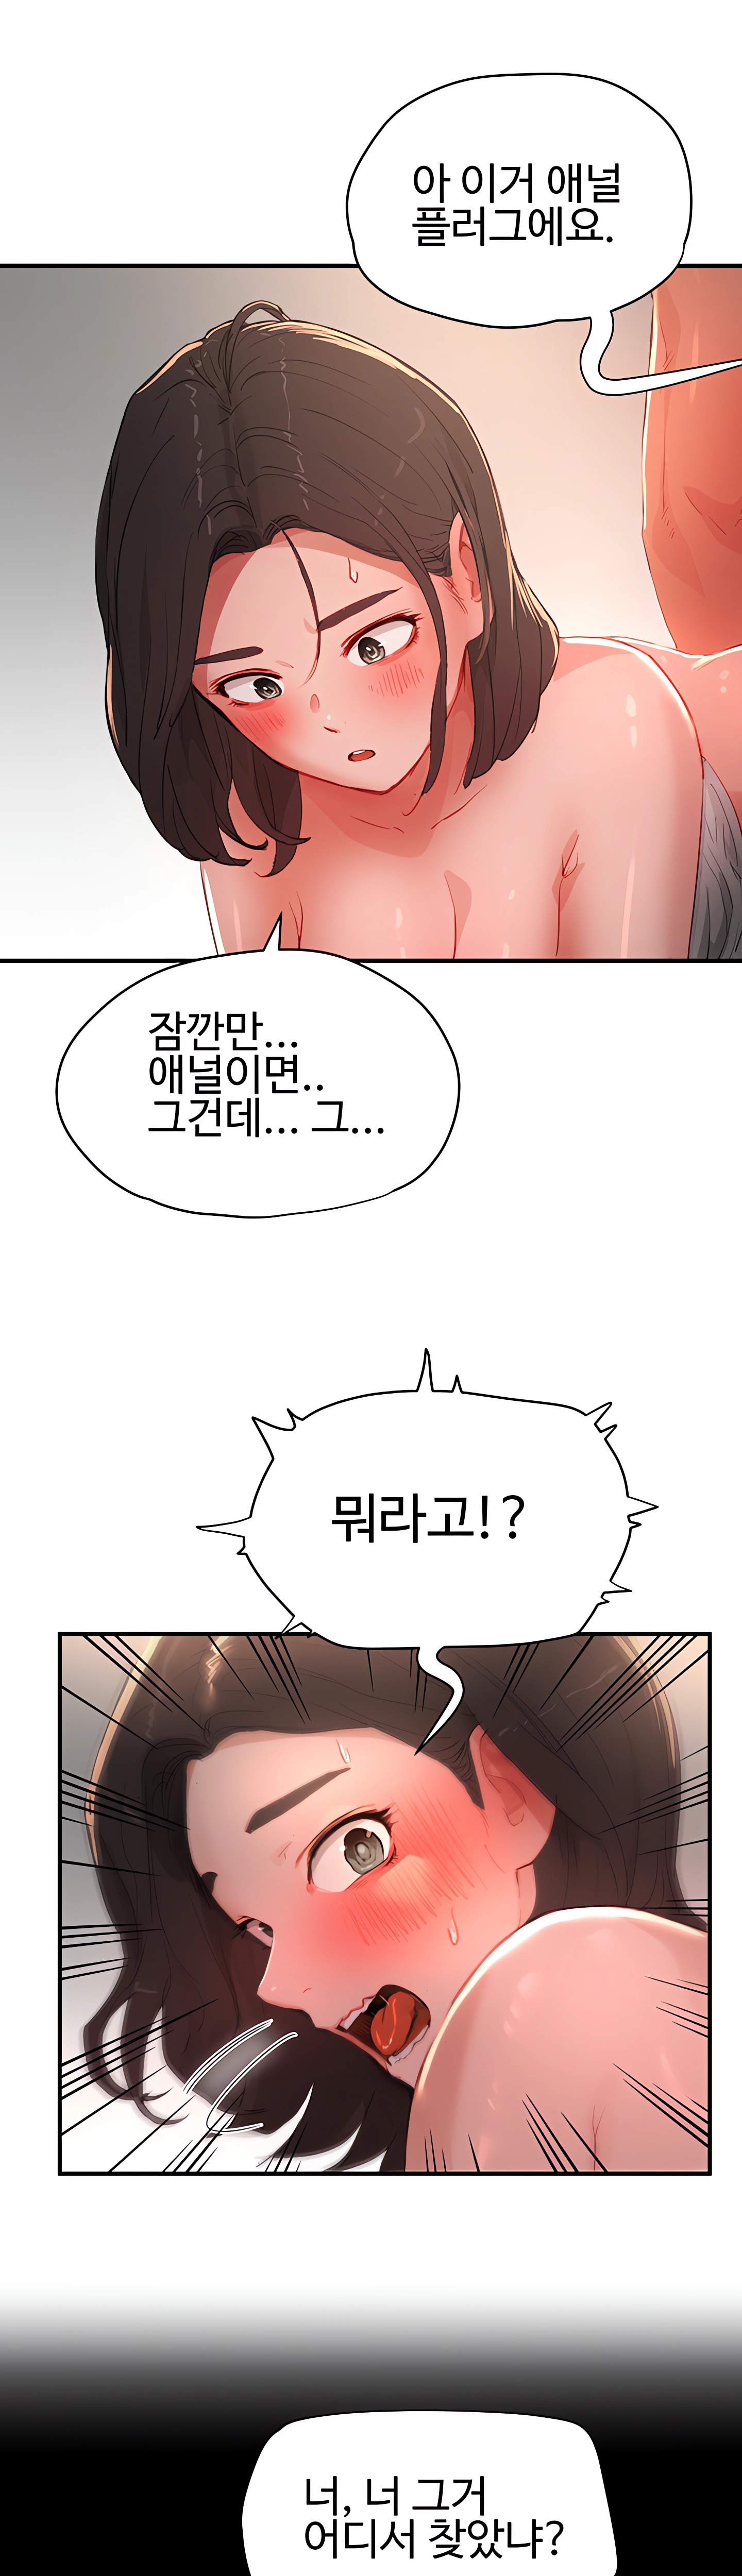 아 이거 애널
플러그에요.
잠깐만...
애널이면..
그건데... 그...
뭐라고!?
너, 너 그거
어디서 찾았냐?